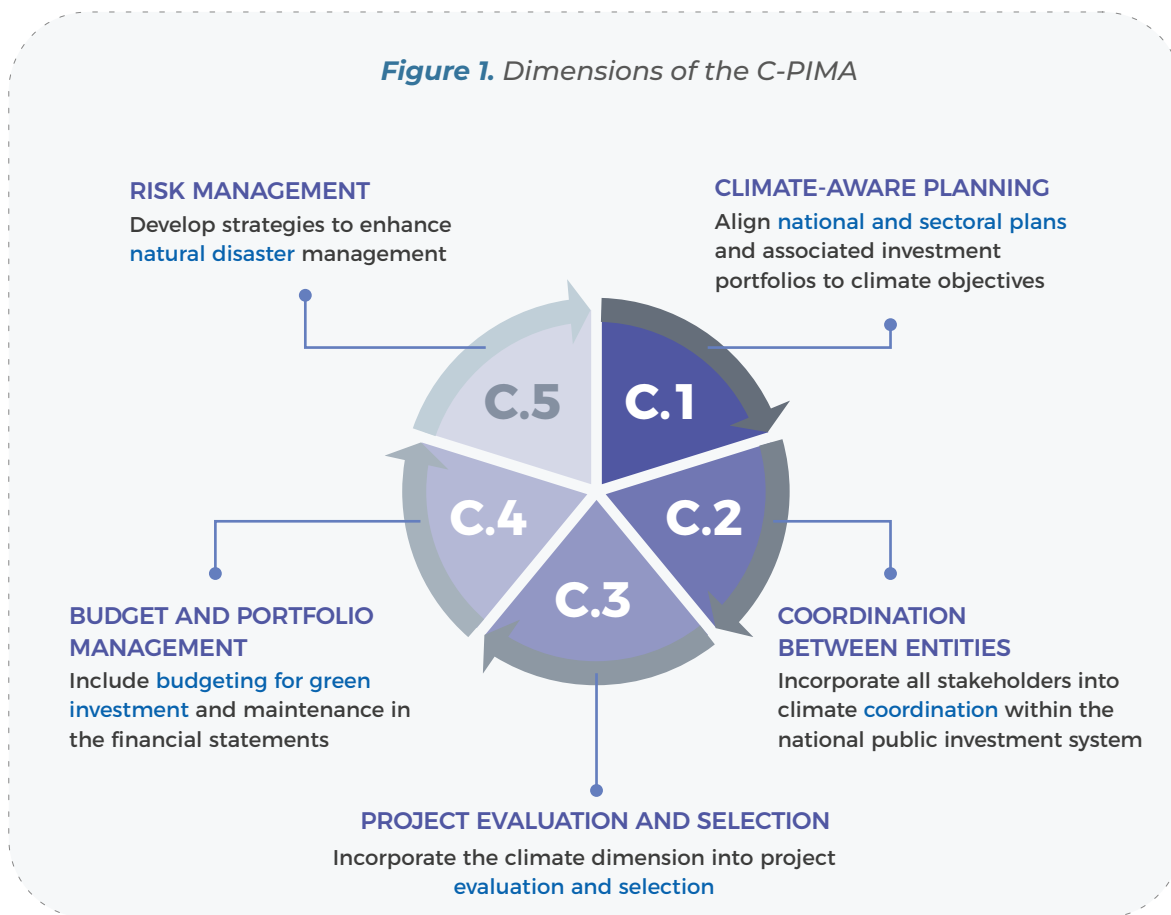 Figure 1. Dimensions of the C-PIMA
RISK MANAGEMENT
Develop strategies to enhance
natural disaster management
CLIMATE-AWARE PLANNING
Align national and sectoral plans
and associated investment
portfolios to climate objectives
C.5
C.1
C.4
C.2
C.3
BUDGET AND PORTFOLIO
MANAGEMENT
Include budgeting for green
investment and maintenance in
the financial statements
COORDINATION
BETWEEN ENTITIES
Incorporate all stakeholders into
climate coordination within the
national public investment system
PROJECT EVALUATION AND SELECTION
Incorporate the climate dimension into project
evaluation and selection